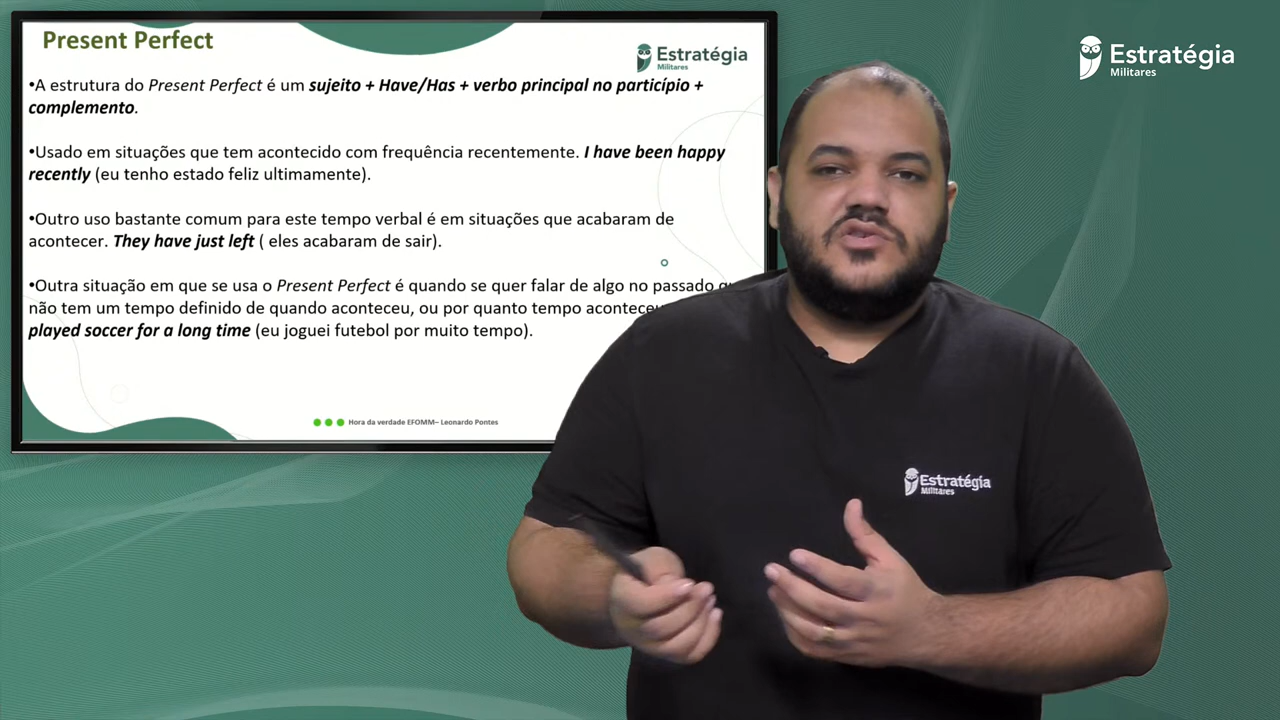 Present Perfect
Estratégia
Militares
•A estrutura do Present Perfect é um sujeito + Have/Has + verbo principal no particípio +
complemento.
•Usado em situações que tem acontecido com frequência recentemente. I have been happy
recently (eu tenho estado feliz ultimamente).
•Outro uso bastante comum para este tempo verbal é em situações que acabaram de
acontecer. They have just left ( eles acabaram de sair).
•Outra situação em que se usa o Present Perfect é quando se quer falar de algo no passado
não tem um tempo definido de quando aconteceu, ou por quanto tempo
played soccer for a long time (eu joguei futebol por muito tempo).
Hora da verdade EFOMM– Leonardo Pontes
Estratégia
Militares
Estratégia
Militares